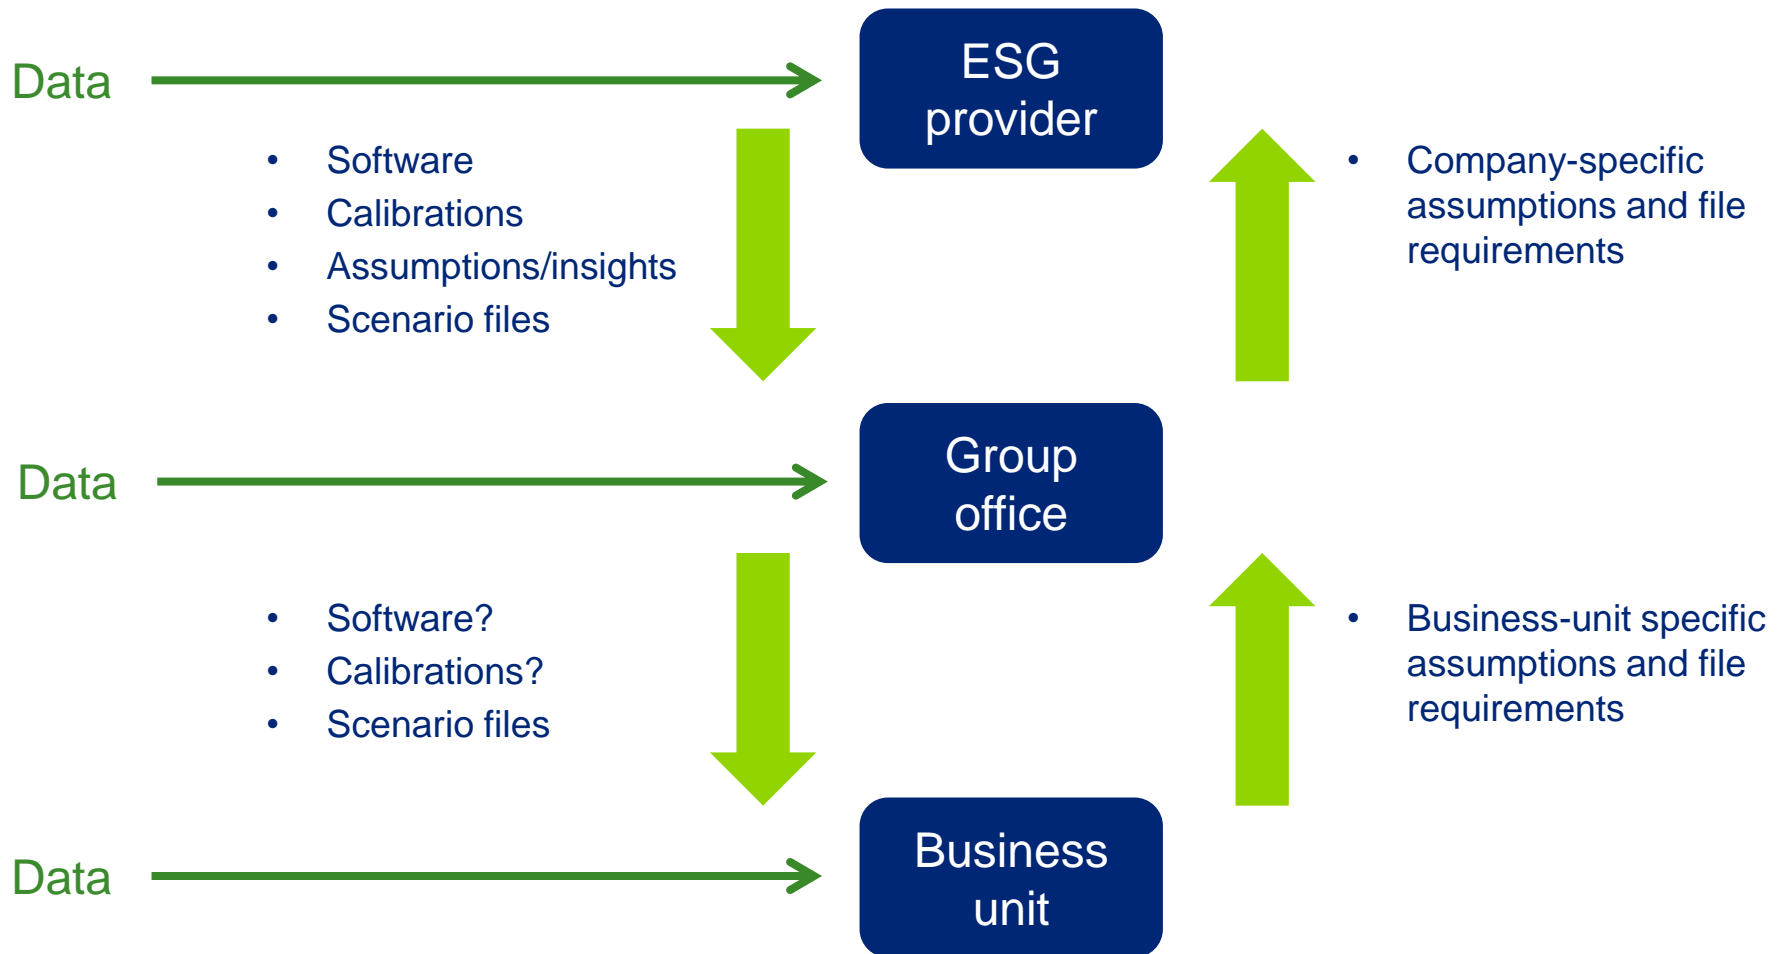 Data
ESG
provider
• Software
• Calibrations
• Assumptions/insights
• Scenario files
• Company-specific
assumptions and file
requirements
Data
Group
office
• Software?
• Calibrations?
• Scenario files
• Business-unit specific
assumptions and file
requirements
Data
Business
unit